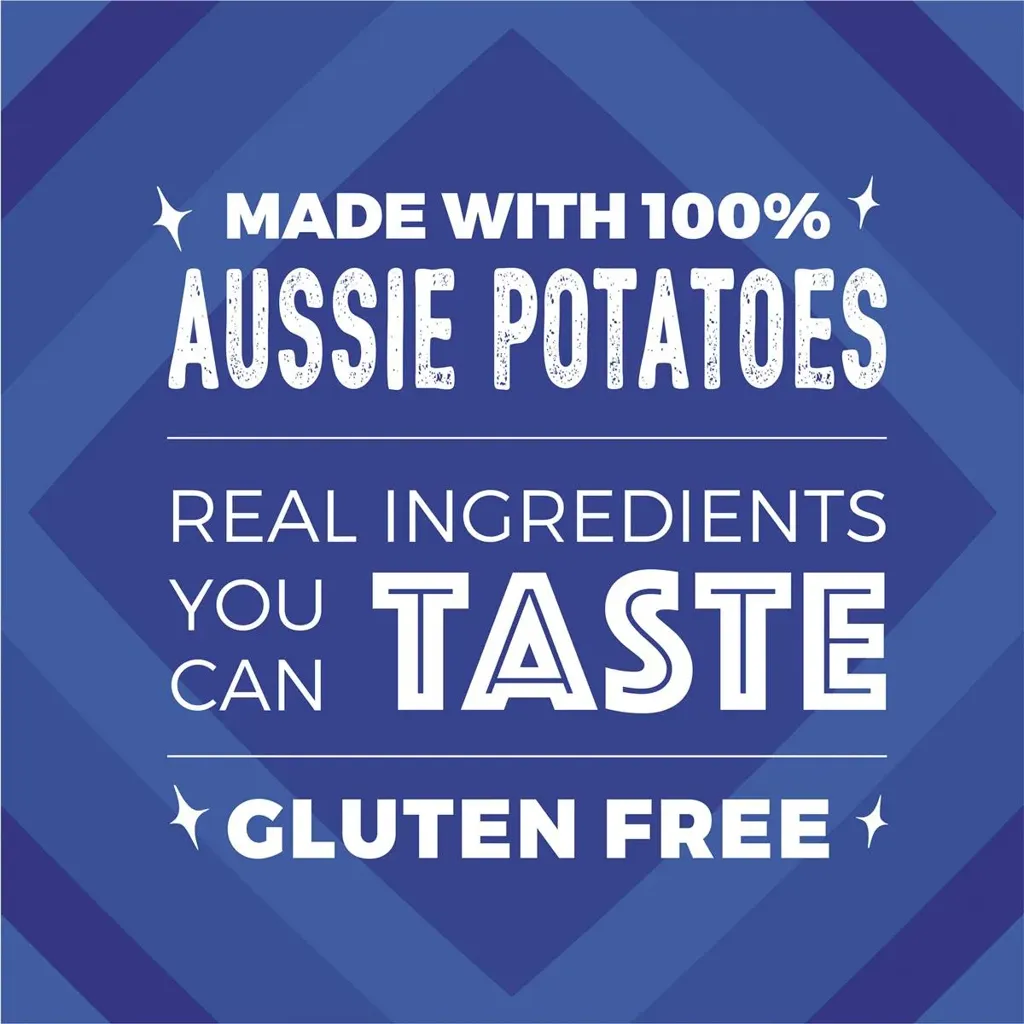 MADE WITH 100%
AUSSIE POTATOES
REAL INGREDIENTS
YOU
CAN TASTE
GLUTEN FREE